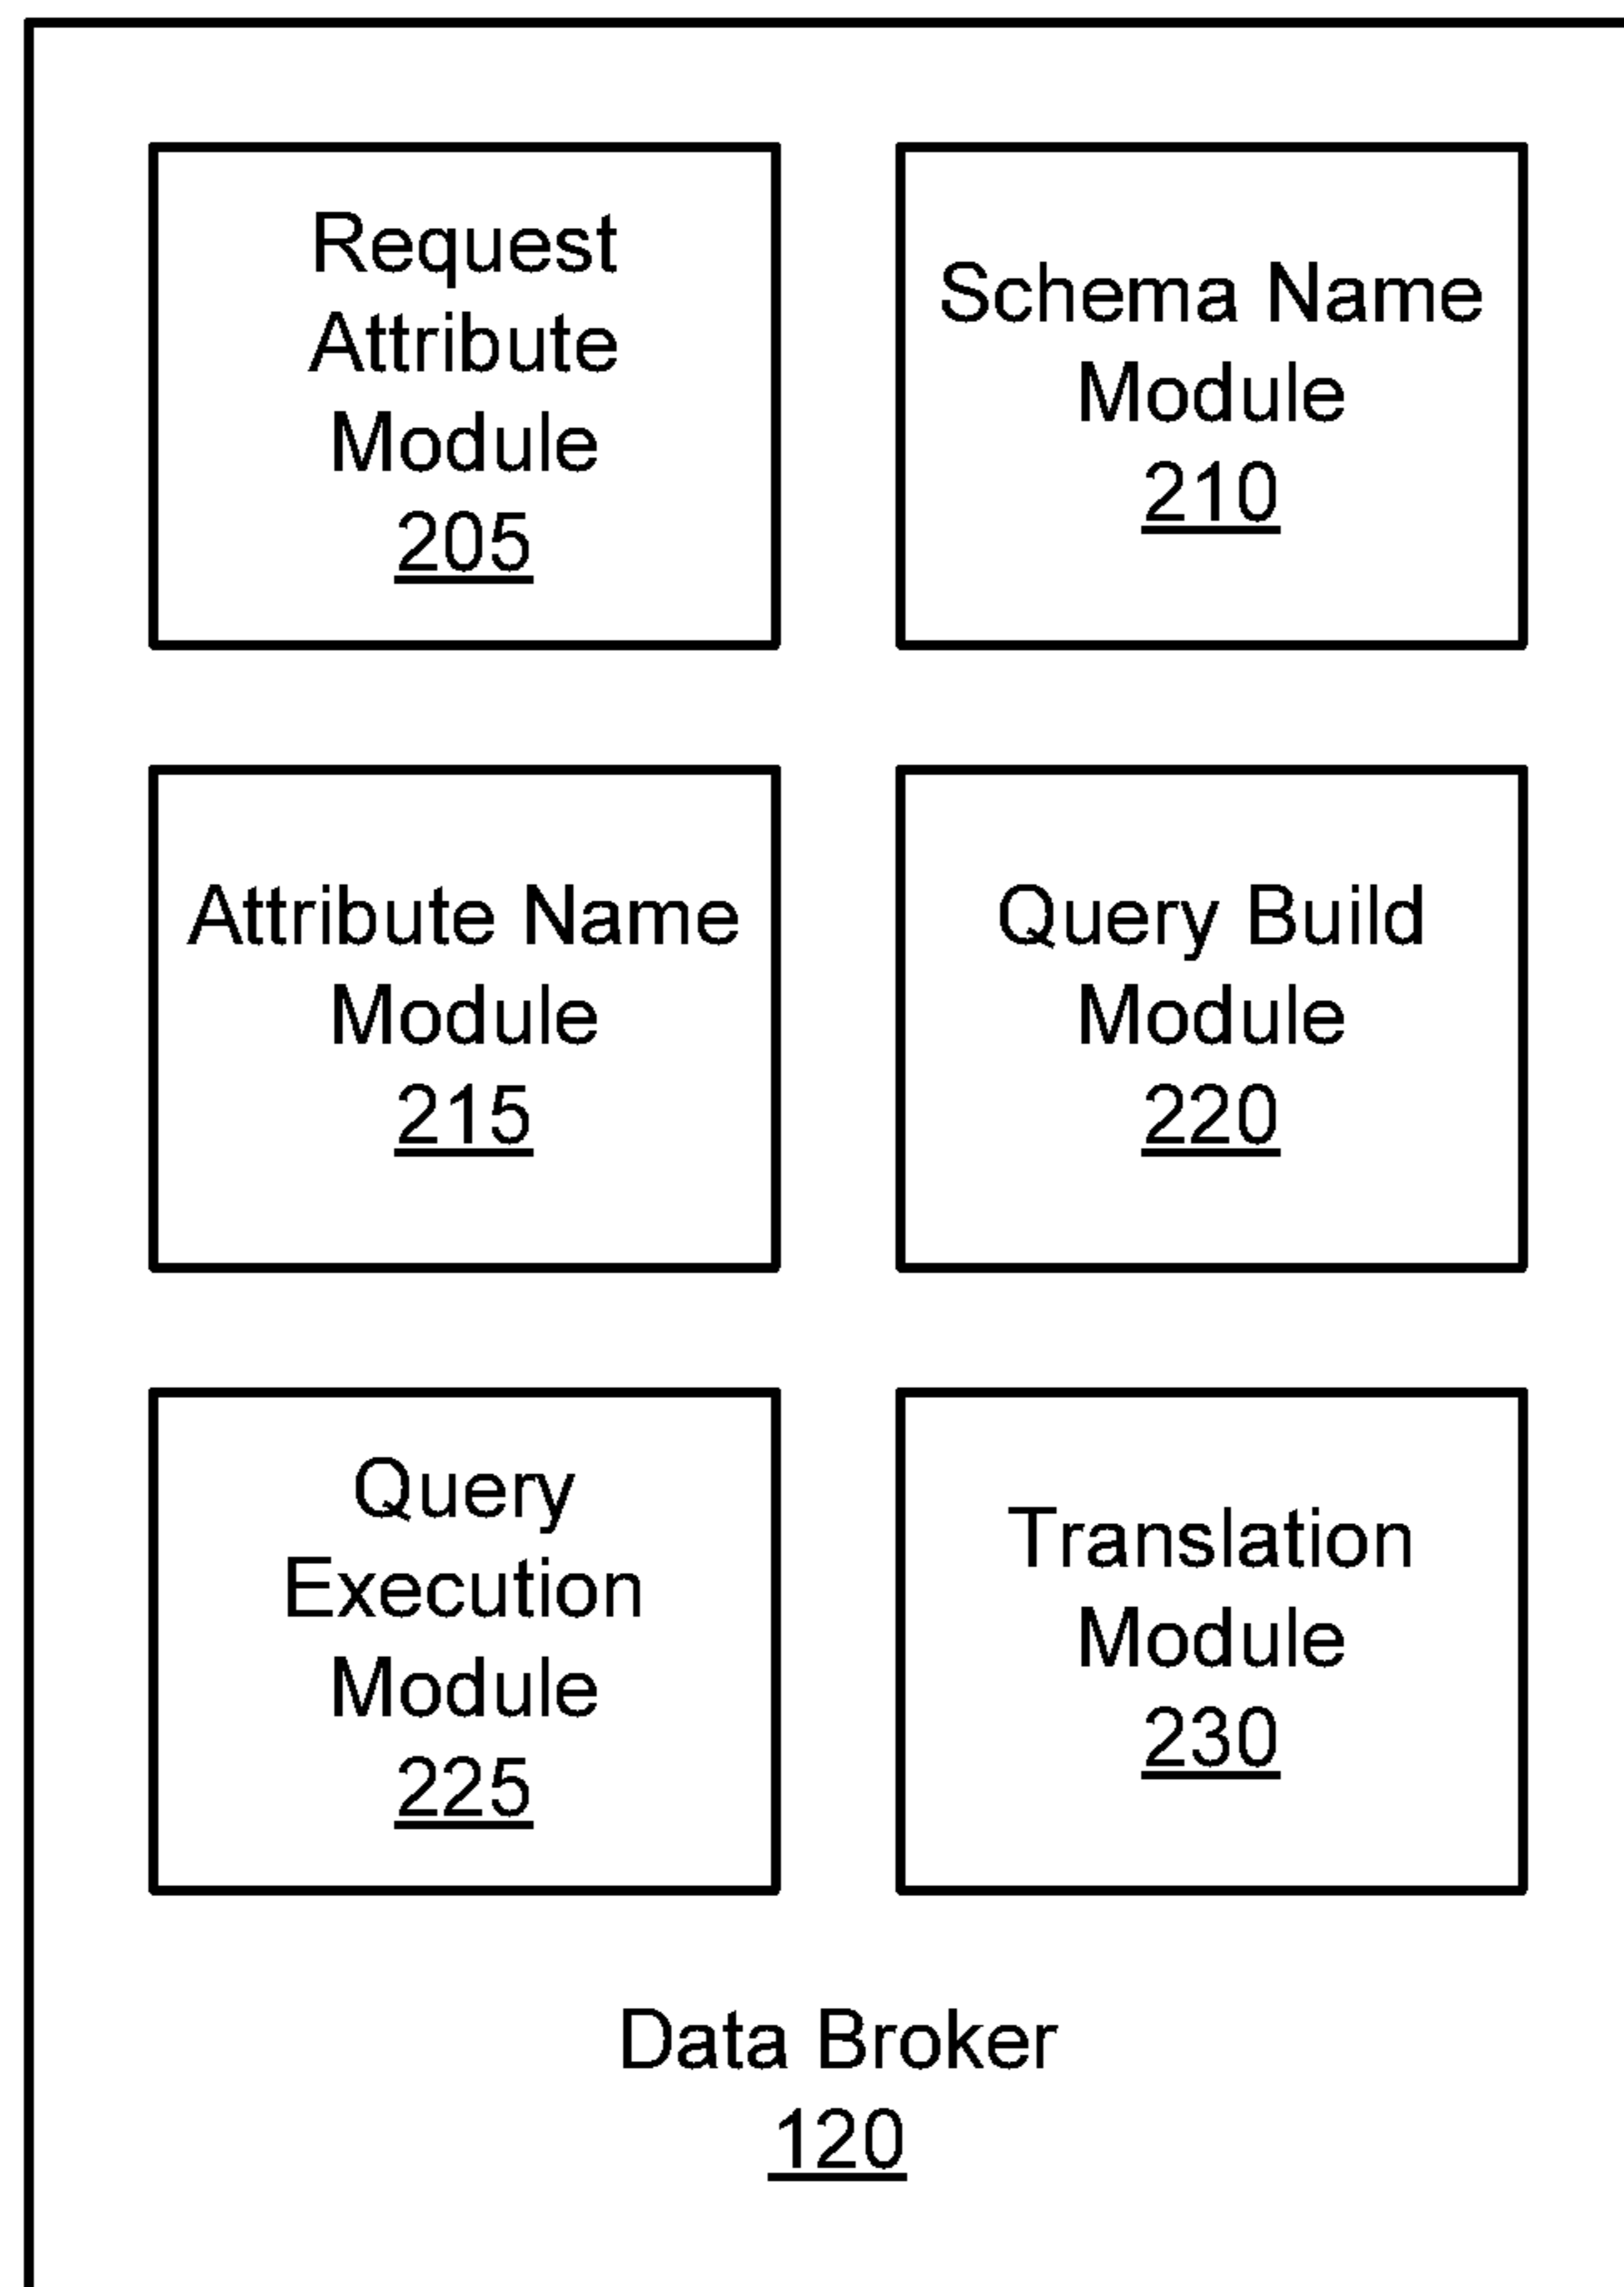 Request
Attribute
Module
205
Schema Name
Module
210
Attribute Name
Module
215
Query Build
Module
220
Query
Execution
Module
225
Translation
Module
230
Data Broker
120